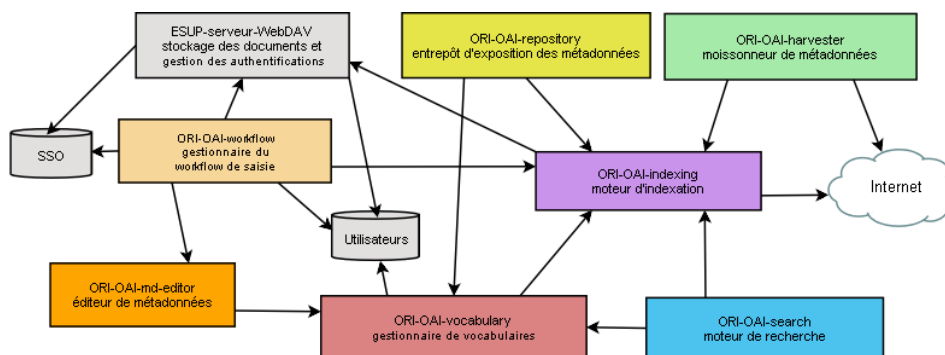 ESUP-serveur-WebDAV
stockage des documents et
gestion des authentifications
ORI-OAI-repository
entrepôt d'exposition des métadonnées
ORI-OAI-harvester
moissonneur de métadonnées
ORI-OAI-workflow
gestionnaire du
workflow de saisie
SSO
ORI-OAI-indexing
moteur d'indexation
Internet
Utilisateurs
ORI-OAI-md-editor
éditeur de métadonnées
ORI-OAI-vocabulary
gestionnaire de vocabulaires
ORI-OAI-search
moteur de recherche